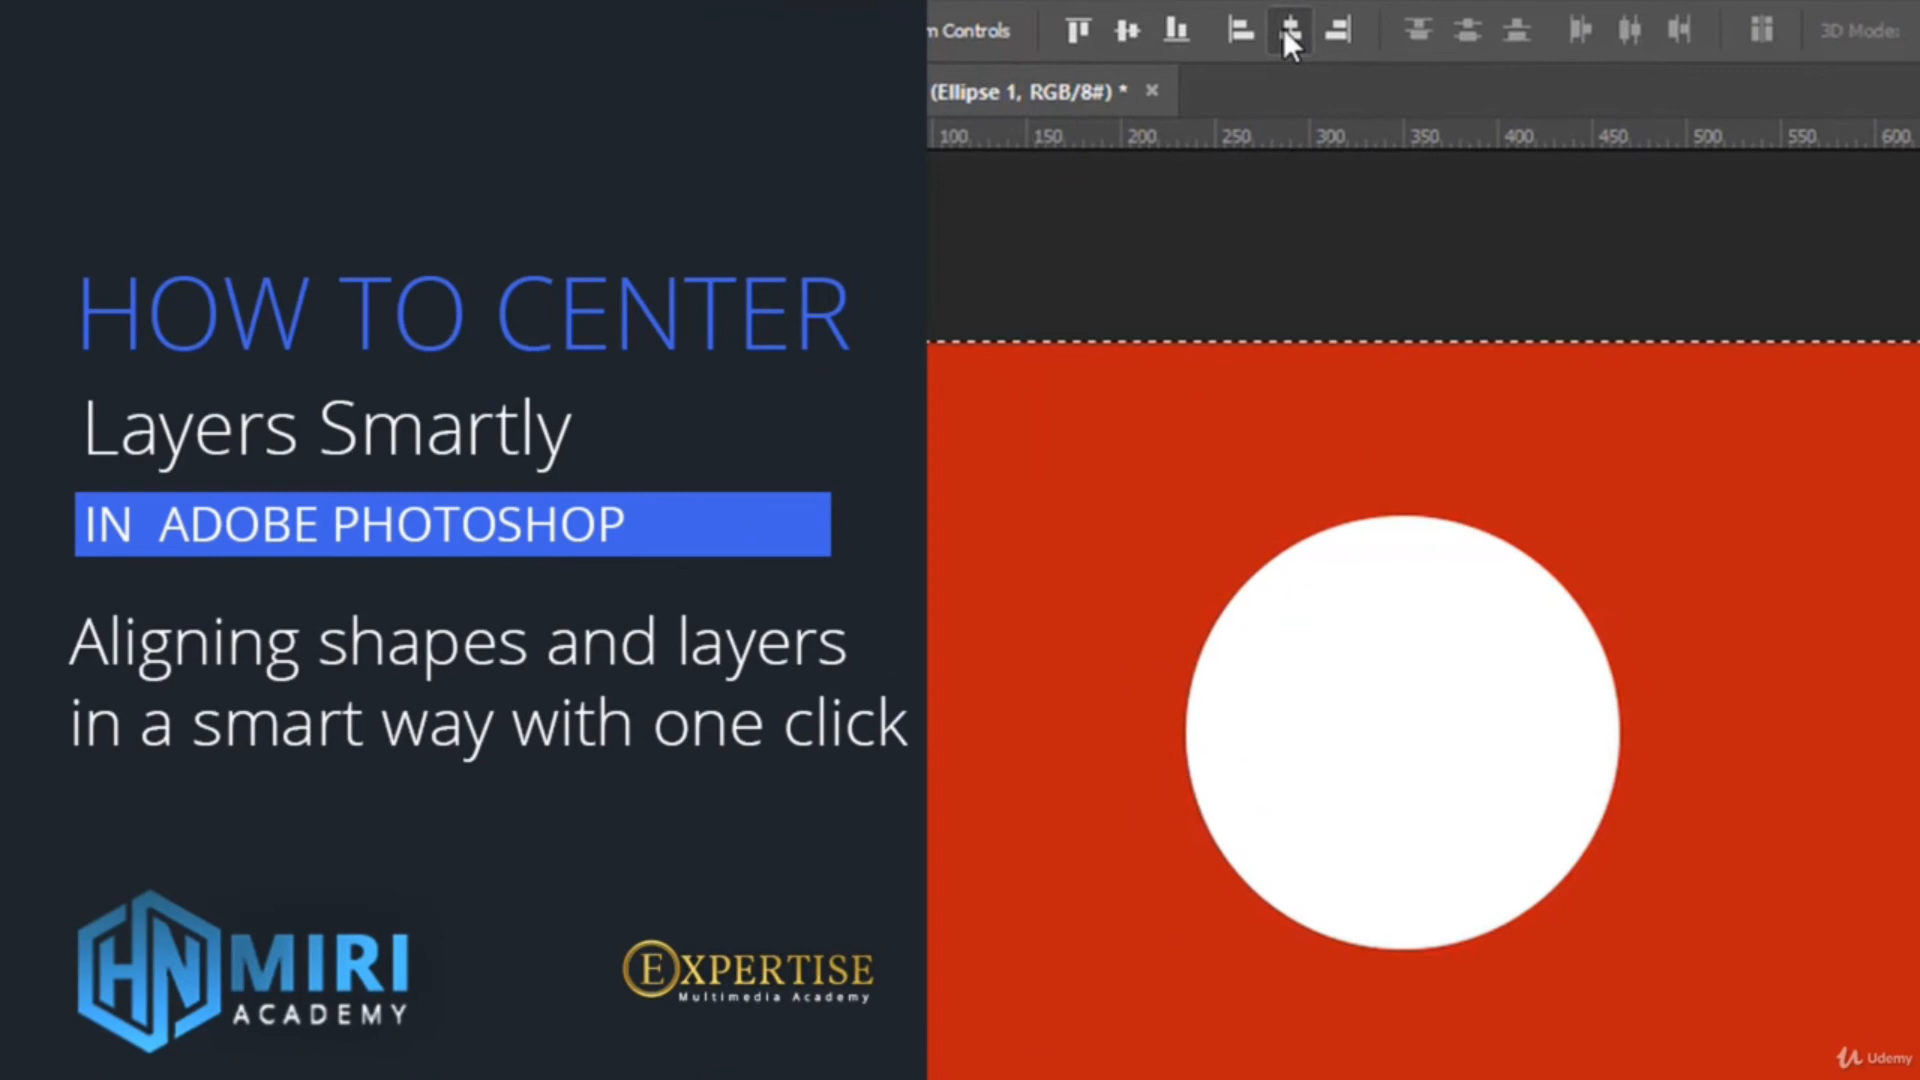 HOW TO CENTER
Layers Smartly
IN ADOBE PHOTOSHOP
Aligning shapes and layers
in a smart way with one click
HN MIRI
ACADEMY
EXPERTISE
Multimedia Academy
m Controls
3D Mode:
(Ellipse 1, RGB/8#) * ×
100 150 200 250 300 350 400 450 500 550 600
Udemy